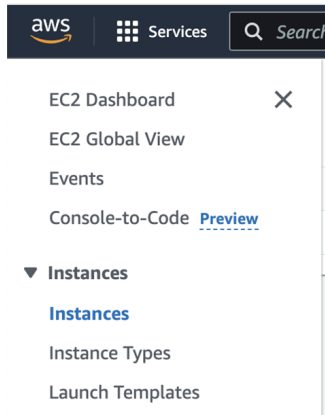 aws Services Search
EC2 Dashboard
EC2 Global View
Events
Console-to-Code Preview
Instances
Instances
Instance Types
Launch Templates